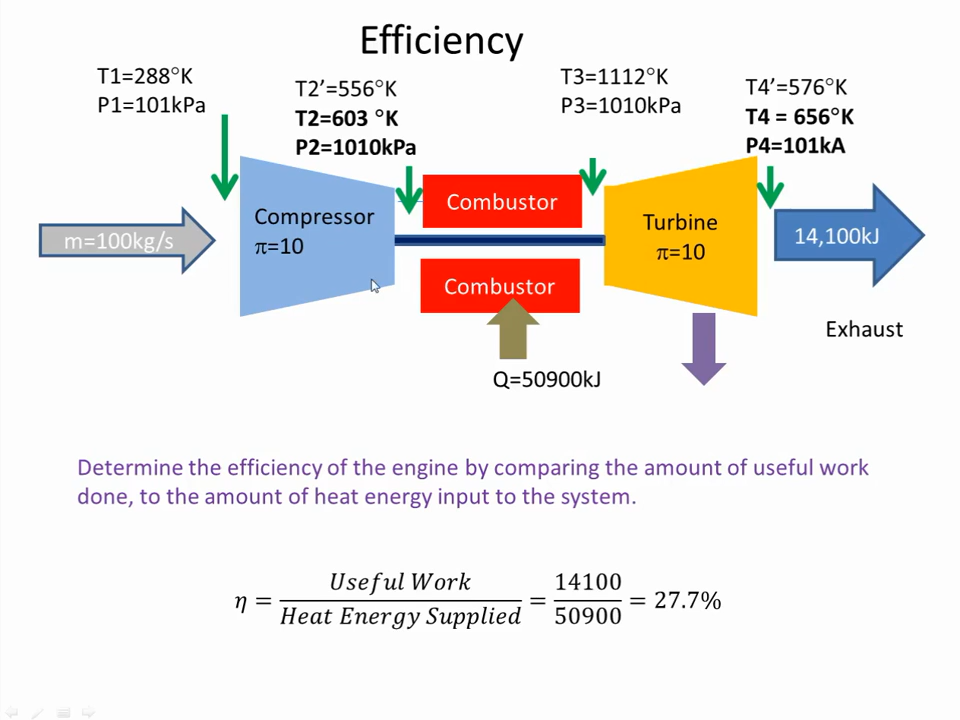 Efficiency
T1=288°K
P1=101kPa
T2’=556°K
T2=603 °K
P2=1010kPa
T3=1112°K
P3=1010kPa
T4’=576°K
T4 = 656°K
P4=101kA
m=100kg/s
Compressor
π=10
Combustor
Combustor
Turbine
π=10
14,100kJ
Exhaust
Q=50900kJ
Determine the efficiency of the engine by comparing the amount of useful work
done, to the amount of heat energy input to the system.
η = Useful Work / Heat Energy Supplied = 14100 / 50900 = 27.7%